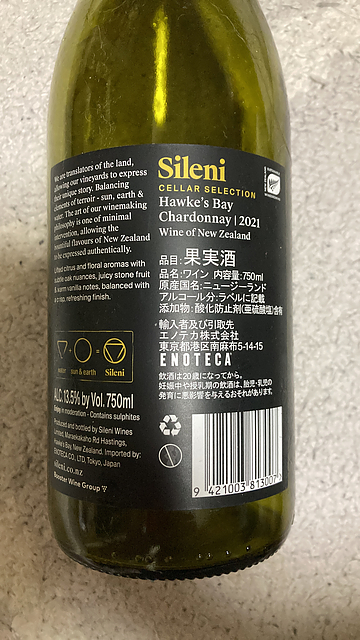 We are translators of the land,
allowing our vineyards to express
their unique story. Balancing
elements of terroir - sun, earth &
water. The art of our winemaking
philosophy is one of minimal
intervention, allowing the
beautiful flavours of New Zealand
to be expressed authentically.
Lifted citrus and floral aromas with
subtle oak nuances, juicy stone fruit
& warm vanilla notes, balanced with
a crisp, refreshing finish.
water sun & earth Sileni
ALC. 13.5% by Vol. 750ml
Enjoy in moderation - Contains sulphites
Produced and bottled by Sileni Wines
Limited, Maraekakaho Rd Hastings,
Hawke's Bay, New Zealand. Imported by:
ENOTECA CO., LTD, Tokyo, Japan
sileni.co.nz
Booster Wine Group
Sileni
CELLAR SELECTION
Hawke's Bay
Chardonnay | 2021
Wine of New Zealand
品目:果実酒
品名:ワイン 内容量:750ml
原産国名:ニュージーランド
アルコール分:ラベルに記載
添加物:酸化防止剤(亜硫酸塩)含有
輸入者及び引取先
エノテカ株式会社
東京都港区南麻布5-14-15
ENOTECA
飲酒は20歳になってから。
妊娠中や授乳期の飲酒は、胎児・乳児の
発育に悪影響を与えるおそれがあります。
9 421003 813007